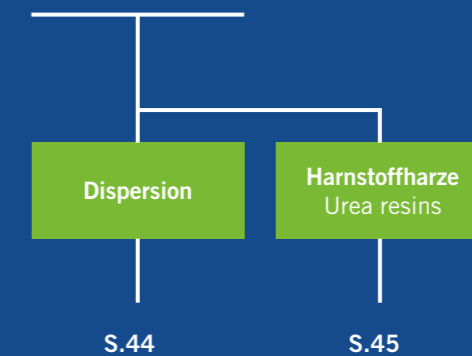 Dispersion
Harnstoffharze
Urea resins
S.44
S.45